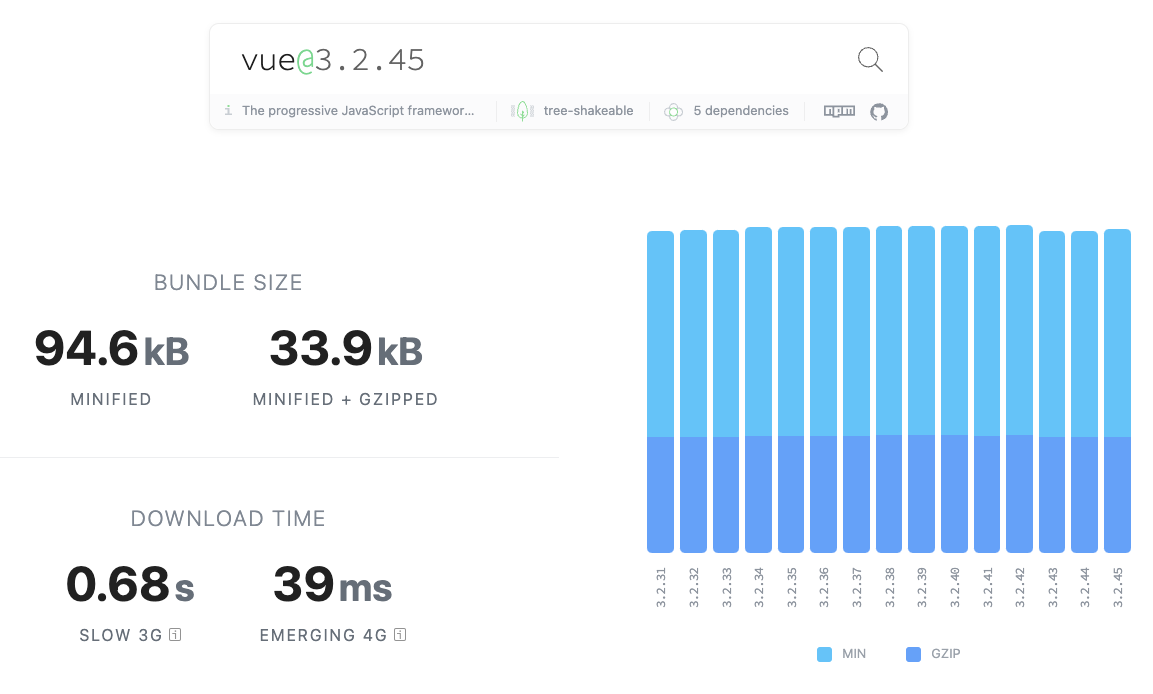 vue@3.2.45
i The progressive JavaScript framewor... tree-shakeable 5 dependencies npm
BUNDLE SIZE
94.6 kB 33.9 kB
MINIFIED MINIFIED + GZIPPED
DOWNLOAD TIME
0.68 s 39 ms
SLOW 3G i EMERGING 4G i
3.2.31 3.2.32 3.2.33 3.2.34 3.2.35 3.2.36 3.2.37 3.2.38 3.2.39 3.2.40 3.2.41 3.2.42 3.2.43 3.2.44 3.2.45
MIN GZIP